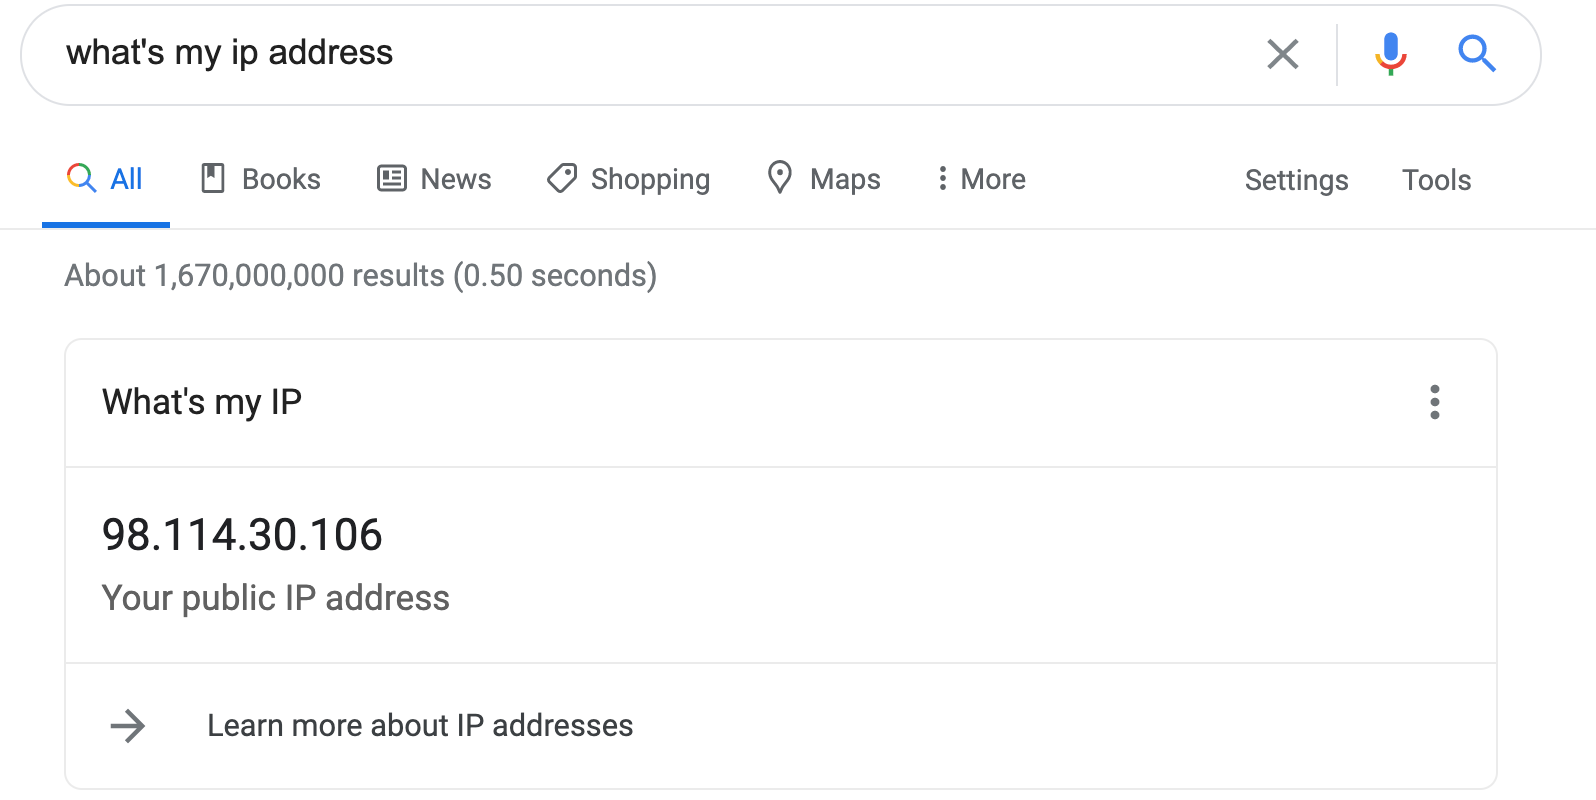 what's my ip address
All Books News Shopping Maps More Settings Tools
About 1,670,000,000 results (0.50 seconds)
What's my IP
98.114.30.106
Your public IP address
Learn more about IP addresses